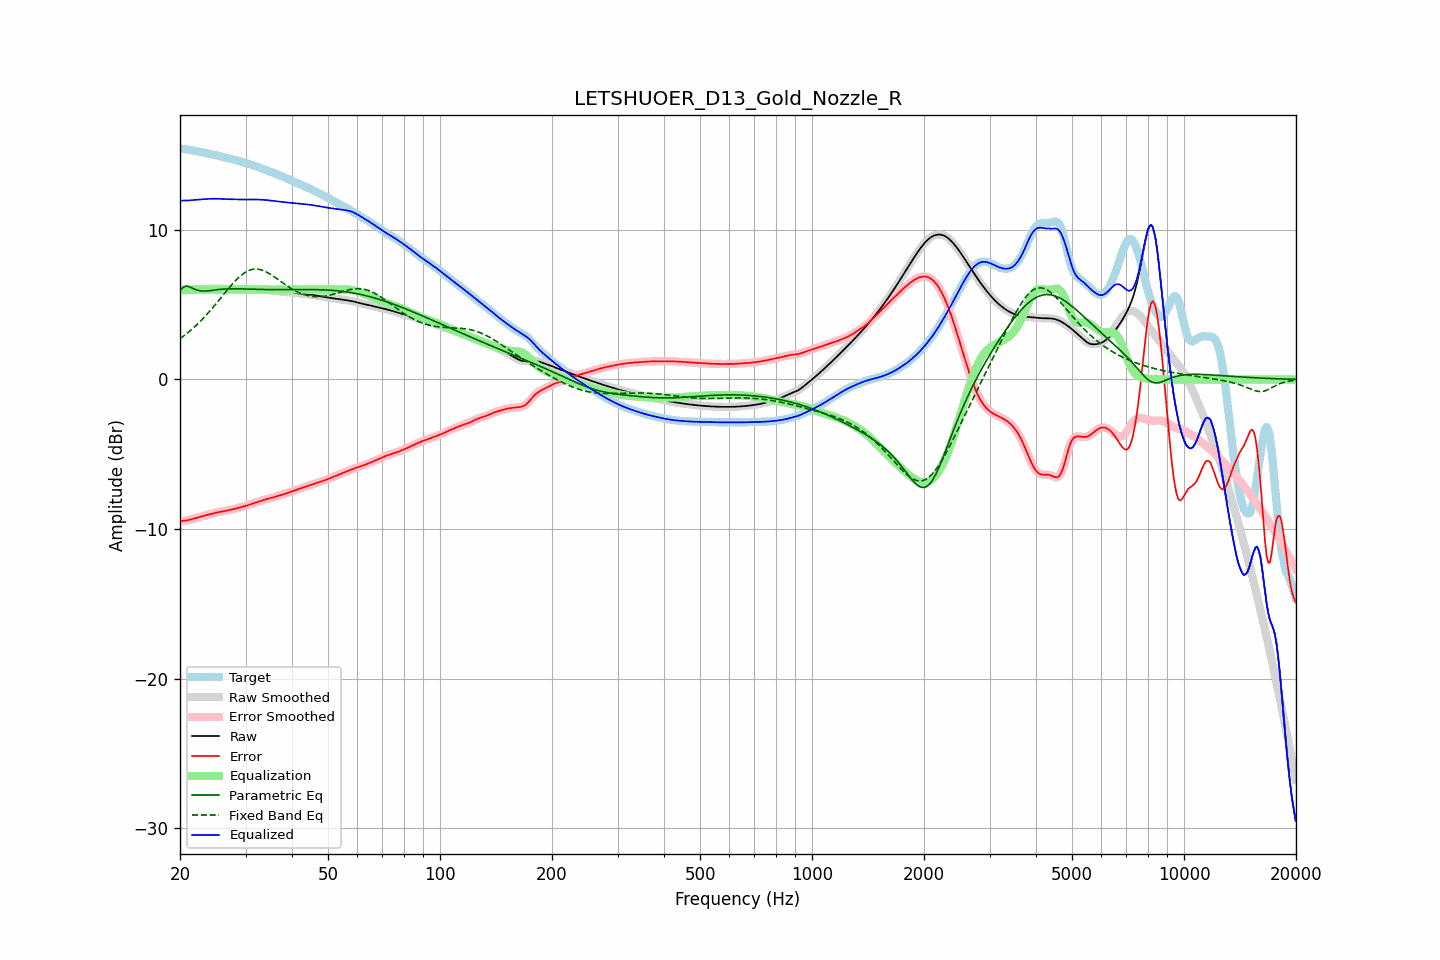 LETSHUOER_D13_Gold_Nozzle_R
Amplitude (dBr)
10
0
−10
−20
−30
Target
Raw Smoothed
Error Smoothed
Raw
Error
Equalization
Parametric Eq
Fixed Band Eq
Equalized
20 50 100 200 500 1000 2000 5000 10000 20000
Frequency (Hz)